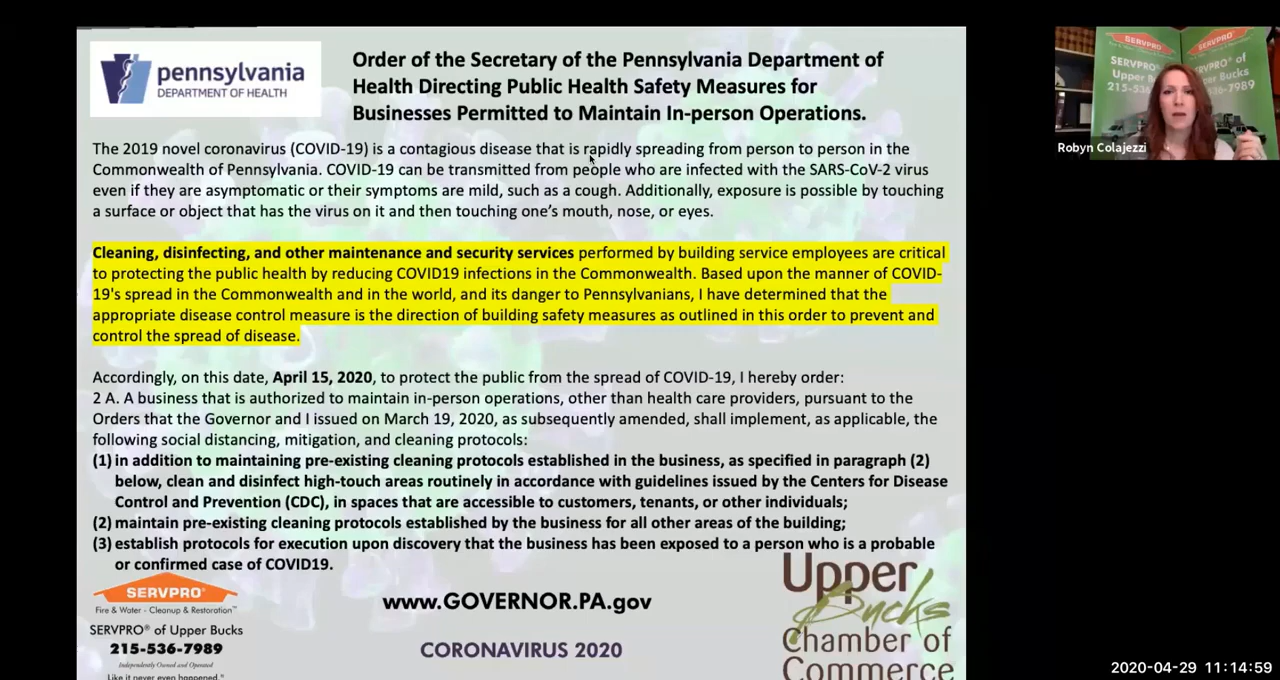 pennsylvania
DEPARTMENT OF HEALTH
Order of the Secretary of the Pennsylvania Department of
Health Directing Public Health Safety Measures for
Businesses Permitted to Maintain In-person Operations.
The 2019 novel coronavirus (COVID-19) is a contagious disease that is rapidly spreading from person to person in the
Commonwealth of Pennsylvania. COVID-19 can be transmitted from people who are infected with the SARS-CoV-2 virus
even if they are asymptomatic or their symptoms are mild, such as a cough. Additionally, exposure is possible by touching
a surface or object that has the virus on it and then touching one’s mouth, nose, or eyes.
Cleaning, disinfecting, and other maintenance and security services performed by building service employees are critical
to protecting the public health by reducing COVID19 infections in the Commonwealth. Based upon the manner of COVID-
19's spread in the Commonwealth and in the world, and its danger to Pennsylvanians, I have determined that the
appropriate disease control measure is the direction of building safety measures as outlined in this order to prevent and
control the spread of disease.
Accordingly, on this date, April 15, 2020, to protect the public from the spread of COVID-19, I hereby order:
2 A. A business that is authorized to maintain in-person operations, other than health care providers, pursuant to the
Orders that the Governor and I issued on March 19, 2020, as subsequently amended, shall implement, as applicable, the
following social distancing, mitigation, and cleaning protocols:
(1) in addition to maintaining pre-existing cleaning protocols established in the business, as specified in paragraph (2)
below, clean and disinfect high-touch areas routinely in accordance with guidelines issued by the Centers for Disease
Control and Prevention (CDC), in spaces that are accessible to customers, tenants, or other individuals;
(2) maintain pre-existing cleaning protocols established by the business for all other areas of the building;
(3) establish protocols for execution upon discovery that the business has been exposed to a person who is a probable
or confirmed case of COVID19.
SERVPRO®
Fire & Water - Cleanup & Restoration™
SERVPRO® of Upper Bucks
215-536-7989
Independently Owned and Operated
Like it never even happened.®
www.GOVERNOR.PA.gov
CORONAVIRUS 2020
Upper
Bucks
Chamber of
Commerce
SERVPRO
SERVPRO
SERVPRO
Upper B
215-536
SERVPRO of
er Bucks
-7989
Robyn Colajezzi
2020-04-29 11:14:59